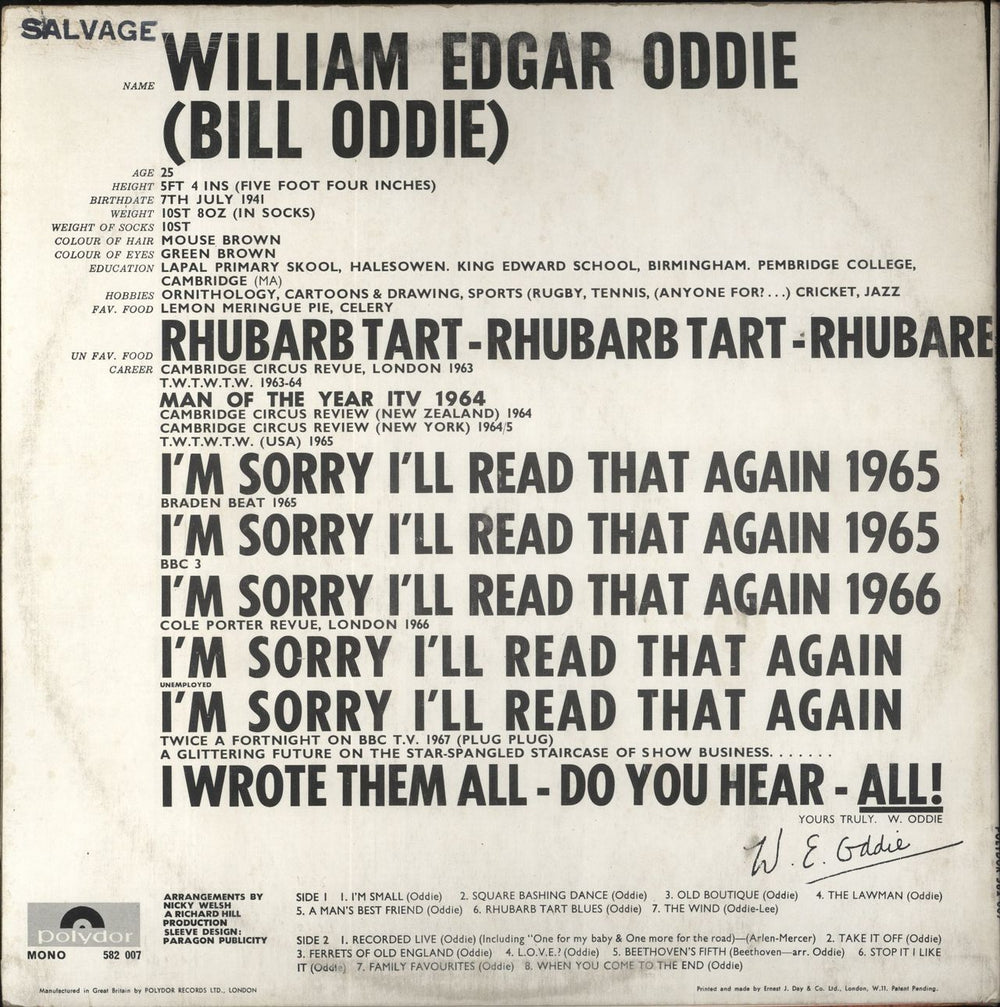 SALVAGE
NAME WILLIAM EDGAR ODDIE
(BILL ODDIE)
AGE 25
HEIGHT 5FT 4 INS (FIVE FOOT FOUR INCHES)
BIRTHDATE 7TH JULY 1941
WEIGHT 10ST 8OZ (IN SOCKS)
WEIGHT OF SOCKS 10ST
COLOUR OF HAIR MOUSE BROWN
COLOUR OF EYES GREEN BROWN
EDUCATION LAPAL PRIMARY SKOOL, HALESOWEN. KING EDWARD SCHOOL, BIRMINGHAM. PEMBRIDGE COLLEGE,
CAMBRIDGE (MA)
HOBBIES ORNITHOLOGY, CARTOONS & DRAWING, SPORTS (RUGBY, TENNIS, (ANYONE FOR?...) CRICKET, JAZZ
FAV. FOOD LEMON MERINGUE PIE, CELERY
UN FAV. FOOD RHUBARB TART - RHUBARB TART - RHUBARE
CAREER CAMBRIDGE CIRCUS REVUE, LONDON 1963
T.W.T.W.T.W. 1963-64
MAN OF THE YEAR ITV 1964
CAMBRIDGE CIRCUS REVIEW (NEW ZEALAND) 1964
CAMBRIDGE CIRCUS REVIEW (NEW YORK) 1964/5
T.W.T.W.T.W. (USA) 1965
I'M SORRY I'LL READ THAT AGAIN 1965
BRADEN BEAT 1965
I'M SORRY I'LL READ THAT AGAIN 1965
BBC 3
I'M SORRY I'LL READ THAT AGAIN 1966
COLE PORTER REVUE, LONDON 1966
I'M SORRY I'LL READ THAT AGAIN
UNEMPLOYED
I'M SORRY I'LL READ THAT AGAIN
TWICE A FORTNIGHT ON BBC T.V. 1967 (PLUG PLUG)
A GLITTERING FUTURE ON THE STAR-SPANGLED STAIRCASE OF SHOW BUSINESS.......
I WROTE THEM ALL - DO YOU HEAR - ALL!
YOURS TRULY. W. ODDIE
W. E. Oddie
ARRANGEMENTS BY
NICKY WELSH
A RICHARD HILL
PRODUCTION
SLEEVE DESIGN:
PARAGON PUBLICITY
SIDE 1 1. I'M SMALL (Oddie) 2. SQUARE BASHING DANCE (Oddie) 3. OLD BOUTIQUE (Oddie) 4. THE LAWMAN (Oddie)
5. A MAN'S BEST FRIEND (Oddie) 6. RHUBARB TART BLUES (Oddie) 7. THE WIND (Oddie-Lee)
SIDE 2 1. RECORDED LIVE (Oddie) (Including "One for my baby & One more for the road)—(Arlen-Mercer) 2. TAKE IT OFF (Oddie)
3. FERRETS OF OLD ENGLAND (Oddie) 4. L.O.V.E.? (Oddie) 5. BEETHOVEN'S FIFTH (Beethoven—arr. Oddie) 6. STOP IT I LIKE
IT (Oddie) 7. FAMILY FAVOURITES (Oddie) 8. WHEN YOU COME TO THE END (Oddie)
polydor
MONO 582 007
Manufactured in Great Britain by POLYDOR RECORDS LTD., LONDON
Printed and made by Ernest J. Day & Co. Ltd., London, W.11. Patent Pending.